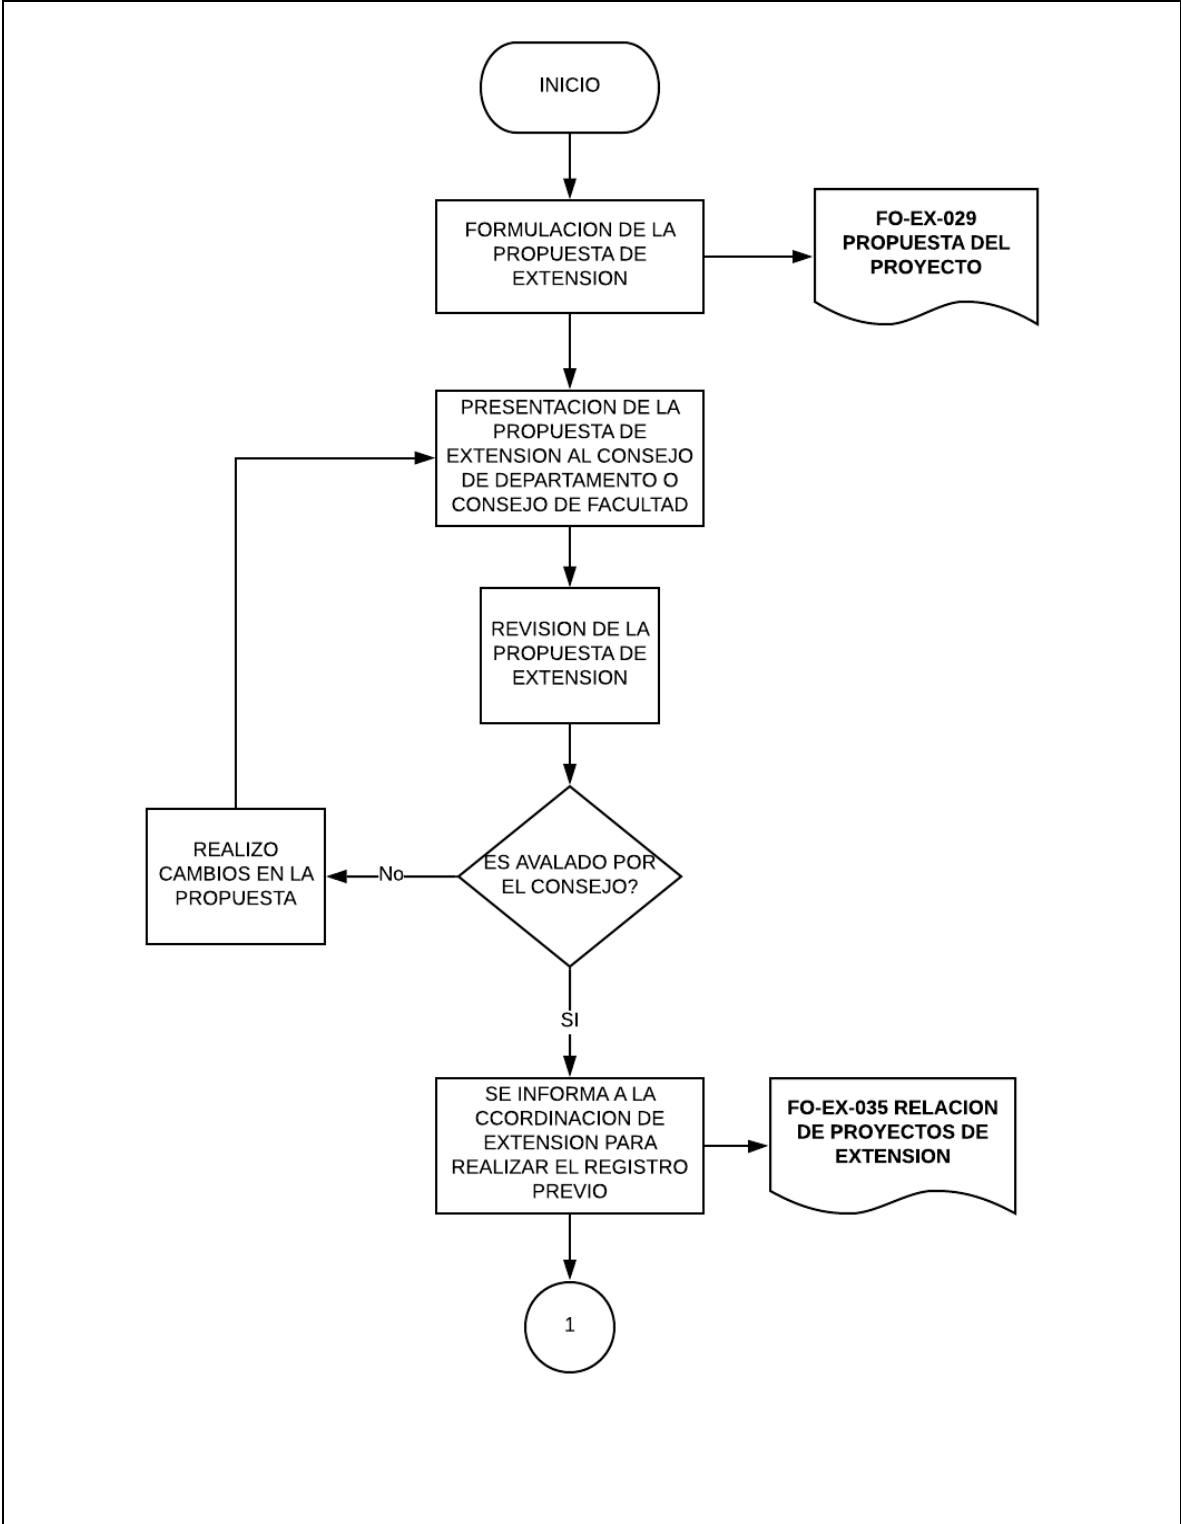 INICIO
FORMULACION DE LA
PROPUESTA DE
EXTENSION
FO-EX-029
PROPUESTA DEL
PROYECTO
PRESENTACION DE LA
PROPUESTA DE
EXTENSION AL CONSEJO
DE DEPARTAMENTO O
CONSEJO DE FACULTAD
REVISION DE LA
PROPUESTA DE
EXTENSION
ES AVALADO POR
EL CONSEJO?
No
REALIZO
CAMBIOS EN LA
PROPUESTA
SI
SE INFORMA A LA
CCORDINACION DE
EXTENSION PARA
REALIZAR EL REGISTRO
PREVIO
FO-EX-035 RELACION
DE PROYECTOS DE
EXTENSION
1